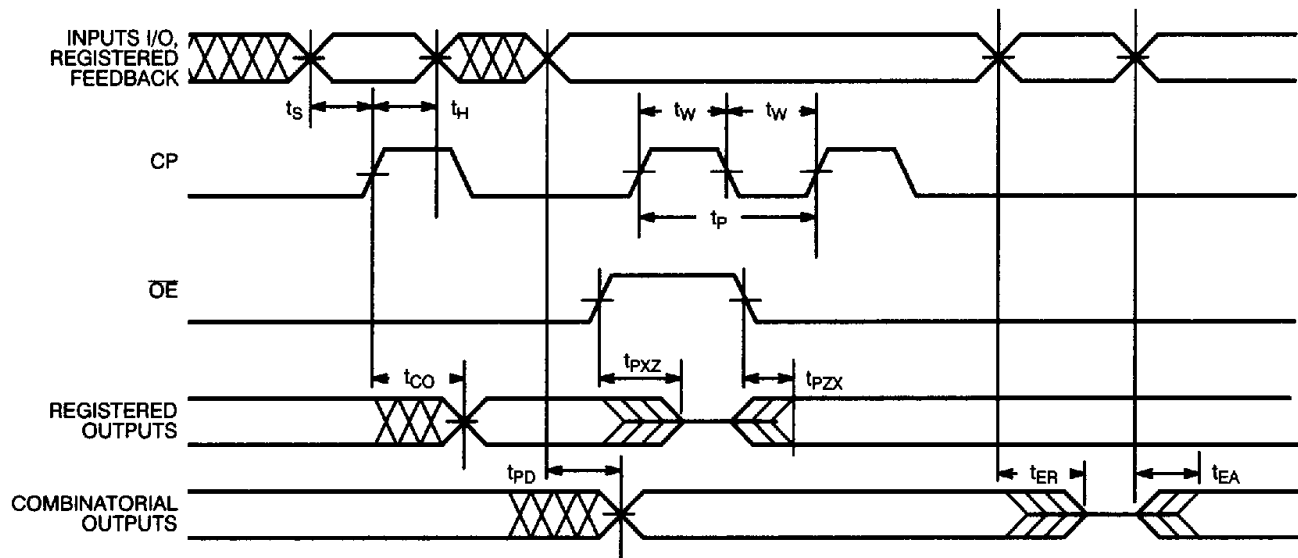 INPUTS I/O,
REGISTERED
FEEDBACK
tS
tH
tW
tW
CP
tP
OE
tCO
tPXZ
tPZX
REGISTERED
OUTPUTS
tPD
tER
tEA
COMBINATORIAL
OUTPUTS